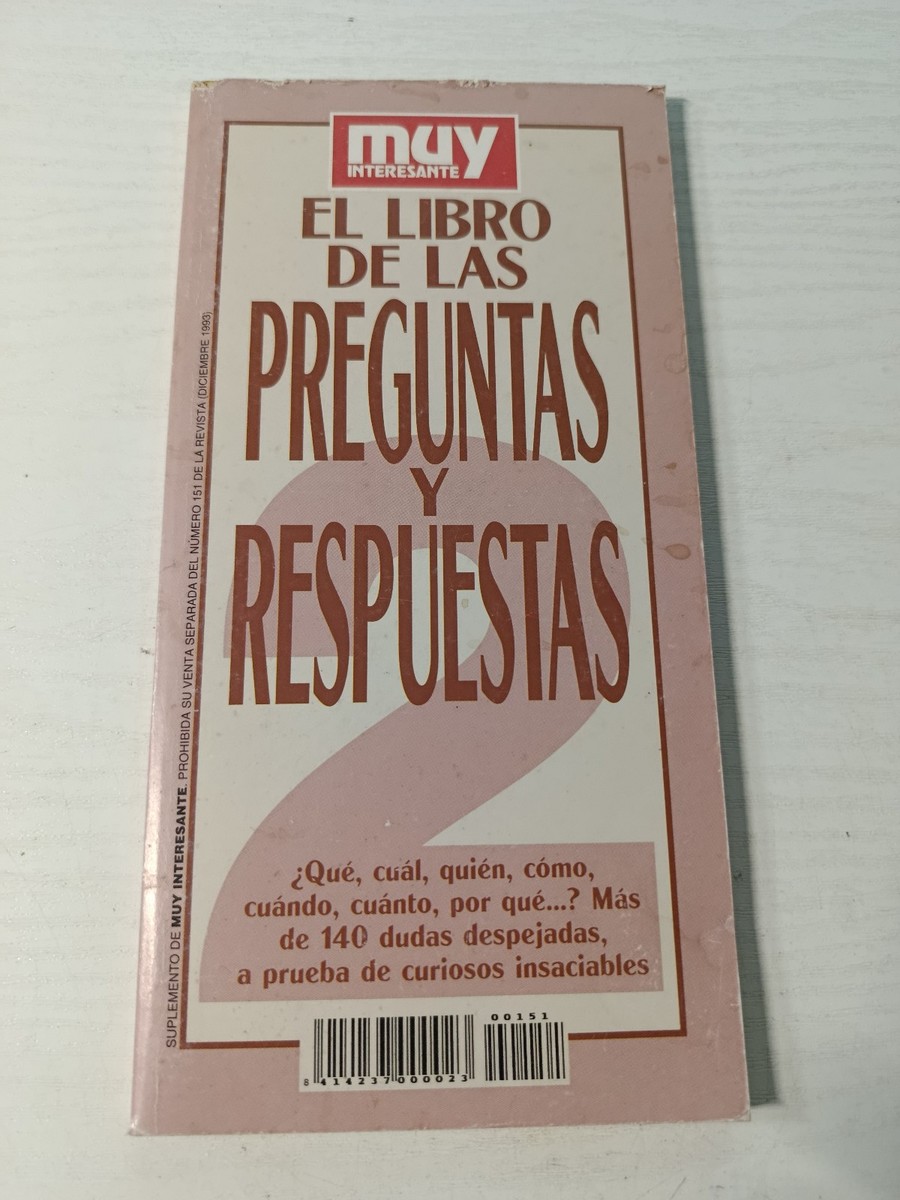 muy
INTERESANTE
EL LIBRO
DE LAS
PREGUNTAS
Y
RESPUESTAS
2
¿Qué, cuál, quién, cómo,
cuándo, cuánto, por qué...? Más
de 140 dudas despejadas,
a prueba de curiosos insaciables
SUPLEMENTO DE MUY INTERESANTE. PROHIBIDA SU VENTA SEPARADA DEL NÚMERO 151 DE LA REVISTA (DICIEMBRE 1993)
00151
8 414237 000023